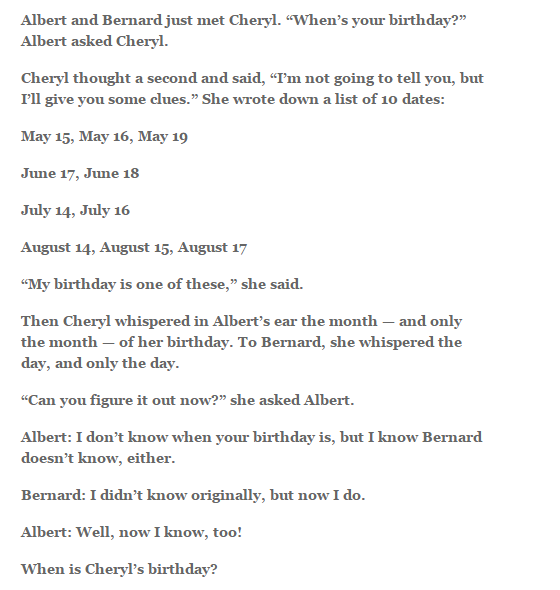 Albert and Bernard just met Cheryl. “When’s your birthday?”
Albert asked Cheryl.
Cheryl thought a second and said, “I’m not going to tell you, but
I’ll give you some clues.” She wrote down a list of 10 dates:
May 15, May 16, May 19
June 17, June 18
July 14, July 16
August 14, August 15, August 17
“My birthday is one of these,” she said.
Then Cheryl whispered in Albert’s ear the month — and only
the month — of her birthday. To Bernard, she whispered the
day, and only the day.
“Can you figure it out now?” she asked Albert.
Albert: I don’t know when your birthday is, but I know Bernard
doesn’t know, either.
Bernard: I didn’t know originally, but now I do.
Albert: Well, now I know, too!
When is Cheryl’s birthday?